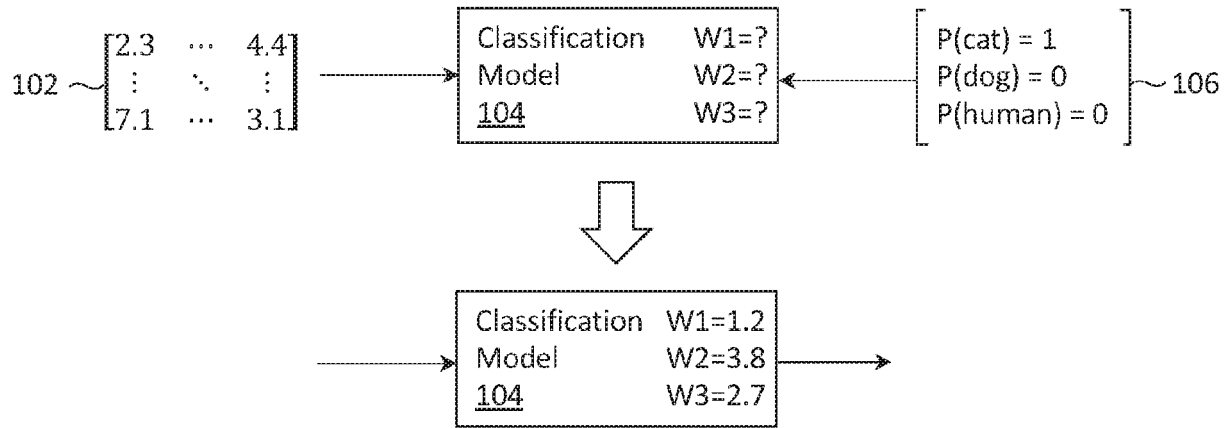 102
2.3 ⋯ 4.4
⋮ ⋱ ⋮
7.1 ⋯ 3.1
Classification W1=?
Model W2=?
104 W3=?
P(cat) = 1
P(dog) = 0
P(human) = 0
106
Classification W1=1.2
Model W2=3.8
104 W3=2.7